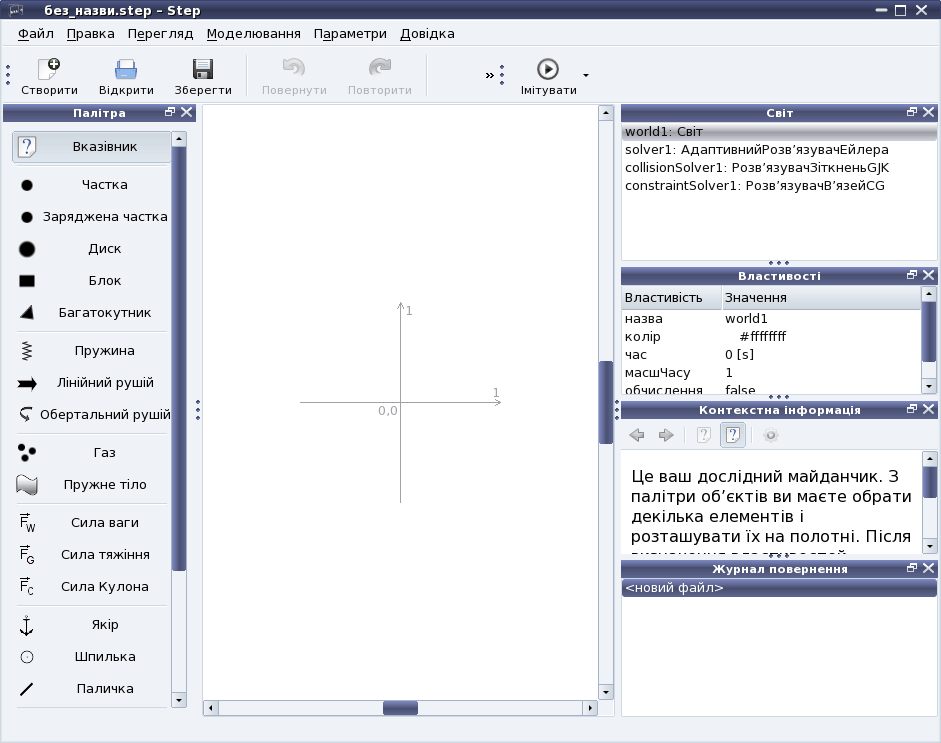 без_назви.step – Step
Файл Правка Перегляд Моделювання Параметри Довідка
Створити Відкрити Зберегти Повернути Повторити » Імітувати
Палітра
Вказівник
Частка
Заряджена частка
Диск
Блок
Багатокутник
Пружина
Лінійний рушій
Обертальний рушій
Газ
Пружне тіло
Сила ваги
Сила тяжіння
Сила Кулона
Якір
Шпилька
Паличка
1
1
0,0
Світ
world1: Світ
solver1: АдаптивнийРозв’язувачЕйлера
collisionSolver1: Розв’язувачЗіткненьGJK
constraintSolver1: Розв’язувачВ’язейCG
Властивості
Властивість Значення
назва world1
колір #ffffffff
час 0 [s]
масшЧасу 1
обчислення false
Контекстна інформація
Це ваш дослідний майданчик. З
палітри об’єктів ви маєте обрати
декілька елементів і
розташувати їх на полотні. Після
Журнал повернення
<новий файл>